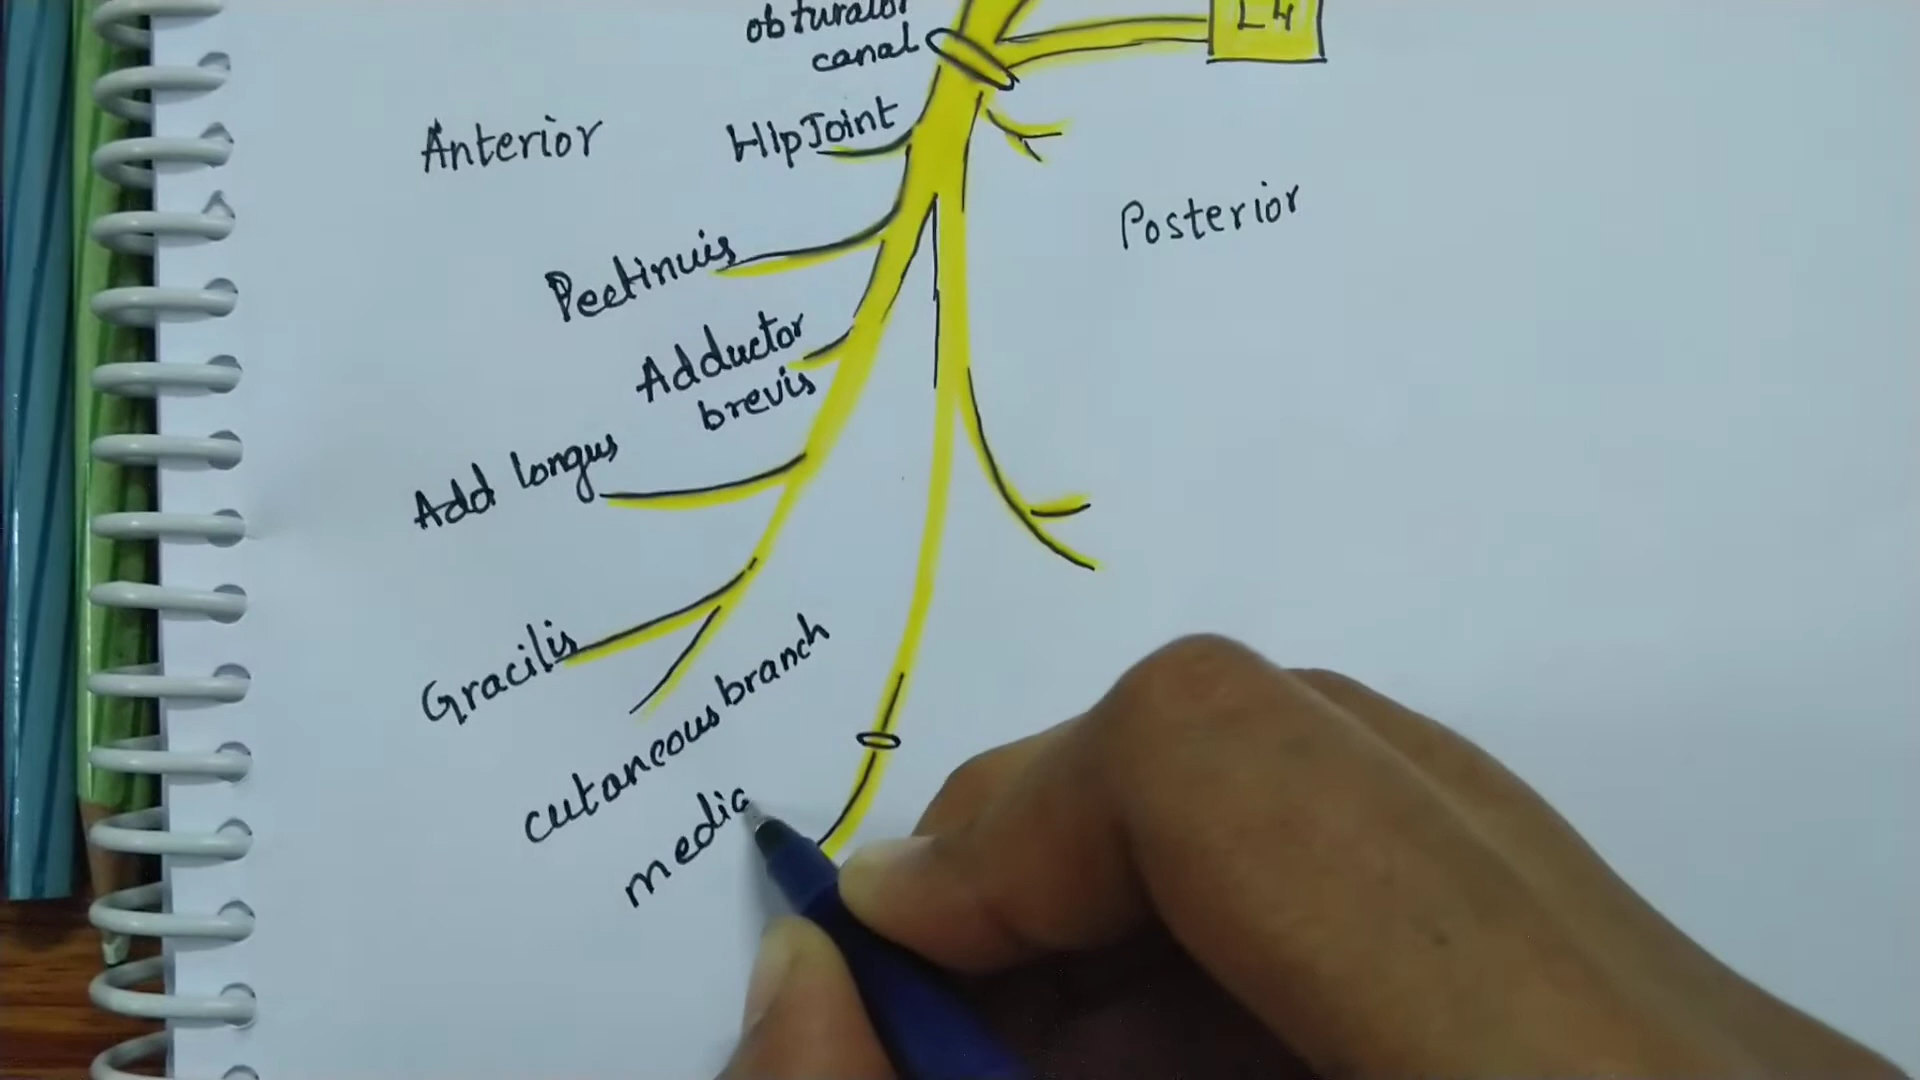 obturator
canal
L4
Anterior
HIpJoint
Posterior
Pectinuis
Adductor
brevis
Add longus
Gracilis
cutaneous branch
media